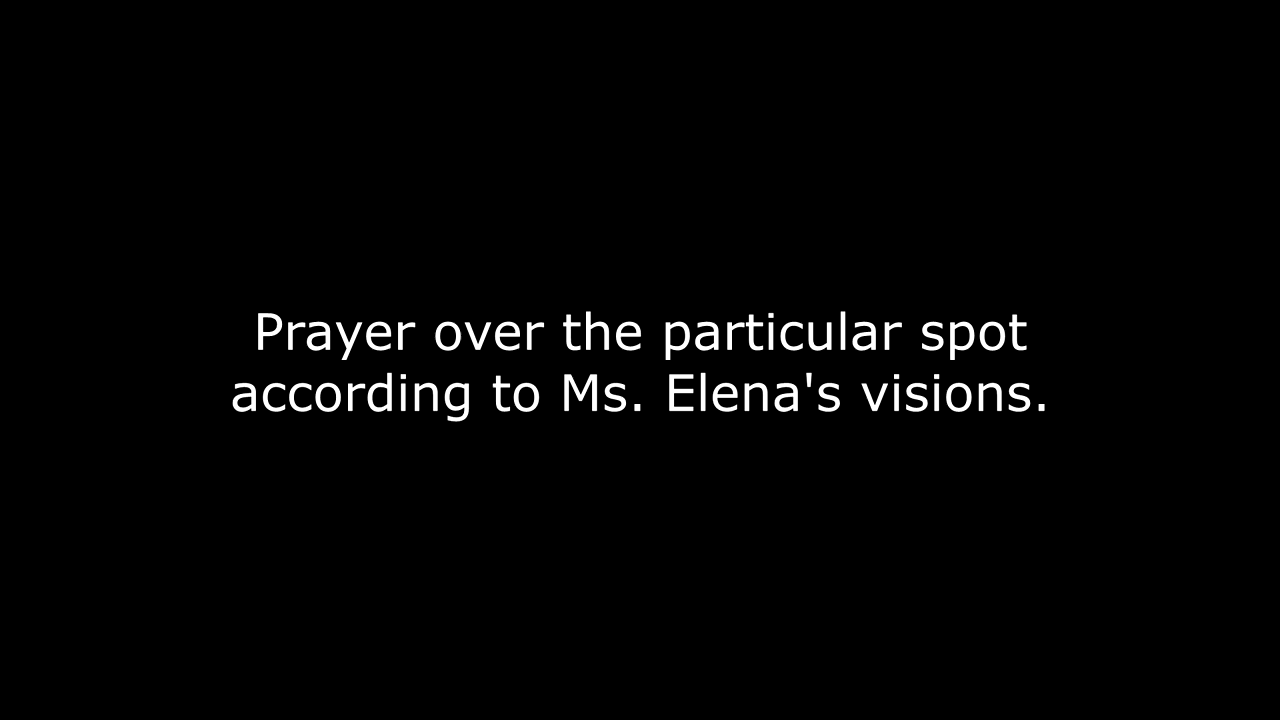 Prayer over the particular spot
according to Ms. Elena's visions.